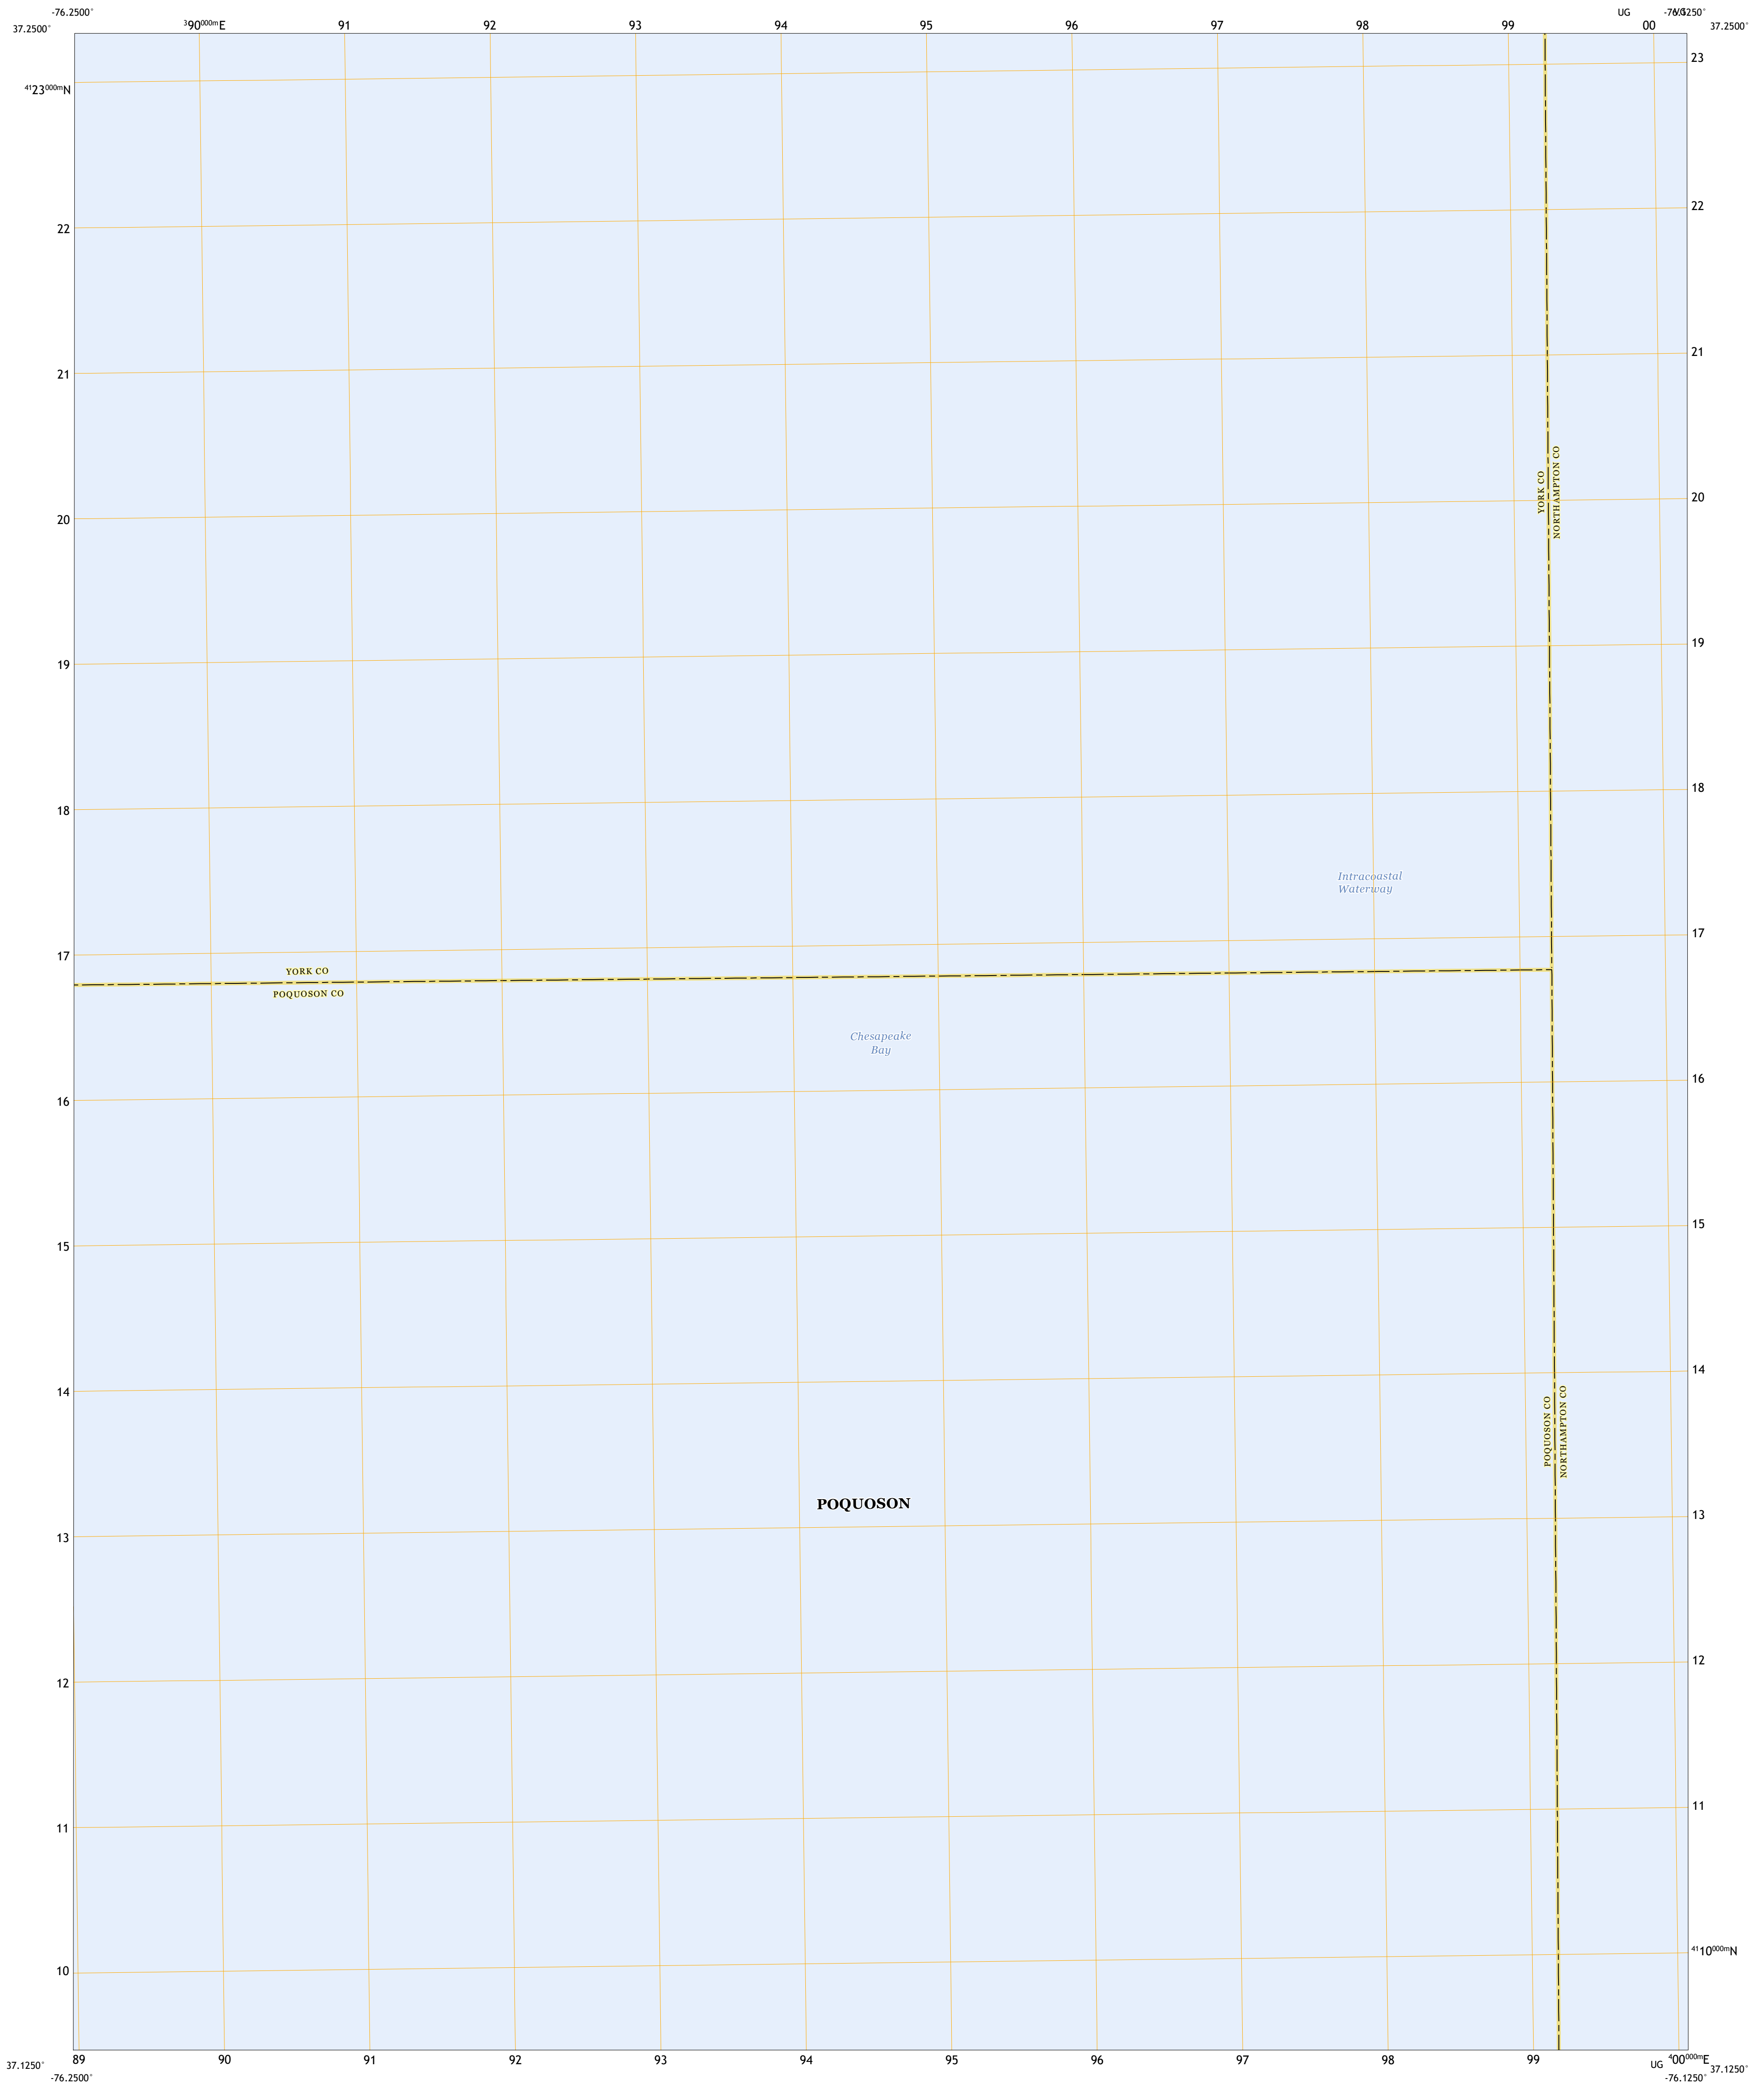 -76.2500°
37.2500°
³90⁰⁰⁰ᵐE 91 92 93 94 95 96 97 98 99 UG 00
-76.1250°
37.2500°
⁴¹23⁰⁰⁰ᵐN
23
22
22
21
21
YORK CO
NORTHAMPTON CO
20
20
19
19
18
18
Intracoastal
Waterway
17
17
YORK CO
POQUOSON CO
Chesapeake
Bay
16
16
15
15
14
14
POQUOSON CO
NORTHAMPTON CO
POQUOSON
13
13
12
12
11
11
10
⁴¹10⁰⁰⁰ᵐN
37.1250°
89 90 91 92 93 94 95 96 97 98 99 UG ⁴00⁰⁰⁰ᵐE
37.1250°
-76.2500°
-76.1250°